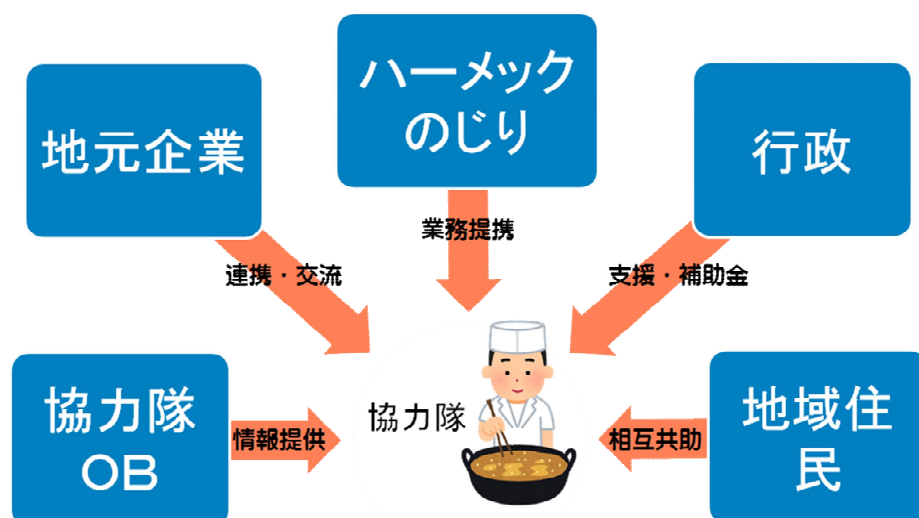 ハーメック
のじり
地元企業
行政
業務提携
連携・交流
支援・補助金
協力隊
OB
情報提供
協力隊
相互共助
地域住
民